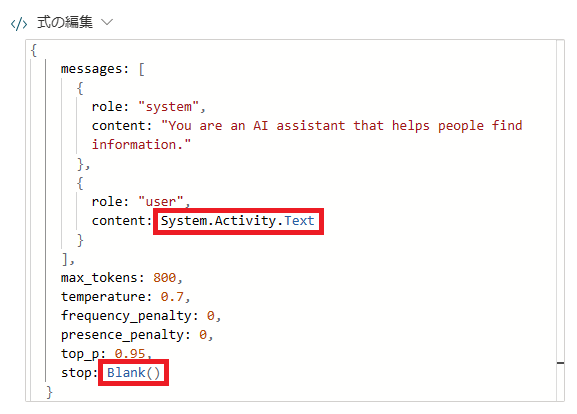 </> 式の編集
{
messages: [
{
role: "system",
content: "You are an AI assistant that helps people find
information."
},
{
role: "user",
content: System.Activity.Text
}
],
max_tokens: 800,
temperature: 0.7,
frequency_penalty: 0,
presence_penalty: 0,
top_p: 0.95,
stop: Blank()
}